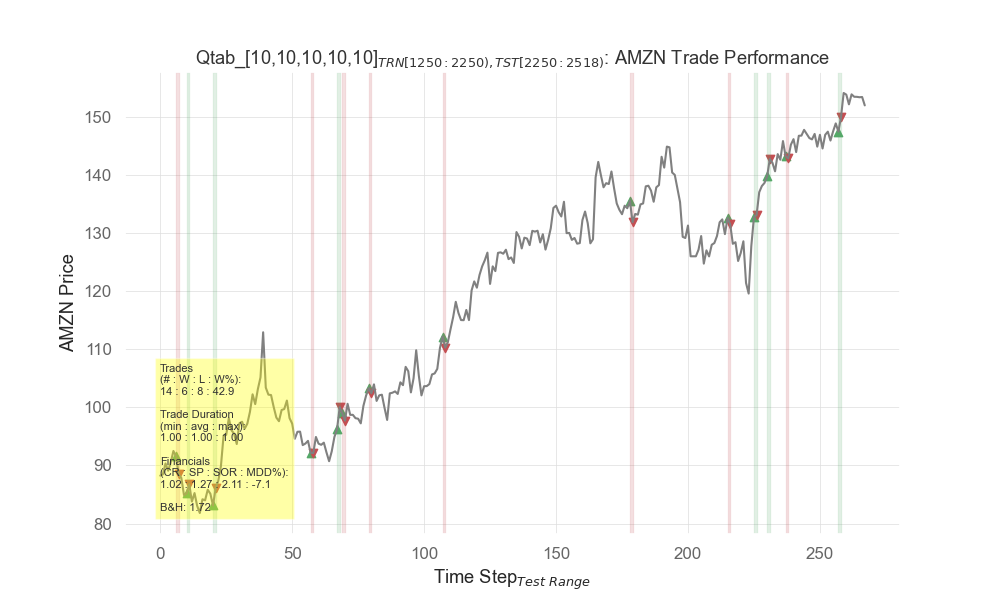 Qtab_[10,10,10,10,10]TRN[1250:2250),TST[2250:2518): AMZN Trade Performance
150
140
130
120
110
100
90
80
AMZN Price
Trades
(# : W : L : W%):
14 : 6 : 8 : 42.9
Trade Duration
(min : avg : max):
1.00 : 1.00 : 1.00
Financials
(CR : SP : SOR : MDD%):
1.02 : 1.27 : 2.11 : -7.1
B&H: 1.72
0 50 100 150 200 250
Time StepTest Range